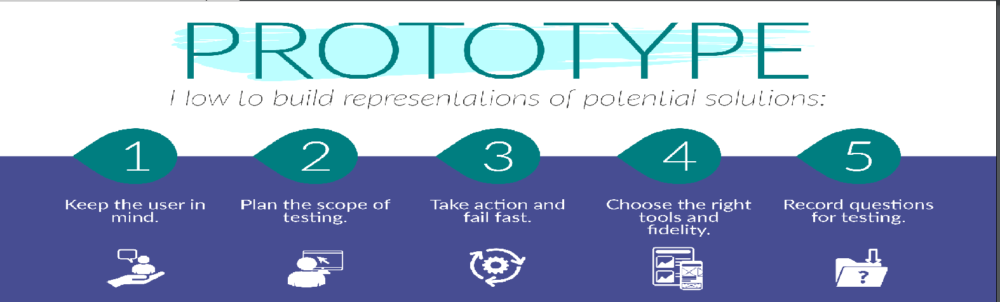 PROTOTYPE
How to build representations of potential solutions:
1
2
3
4
5
Keep the user in
mind.
Plan the scope of
testing.
Take action and
fail fast.
Choose the right
tools and
fidelity.
Record questions
for testing.
?